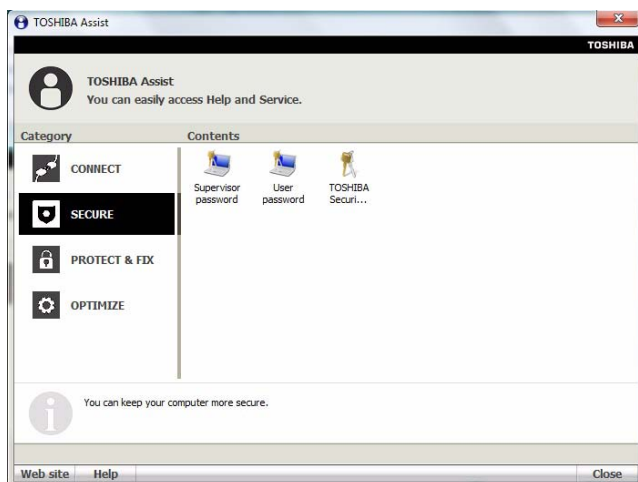 TOSHIBA Assist
TOSHIBA
TOSHIBA Assist
You can easily access Help and Service.
Category
Contents
CONNECT
SECURE
PROTECT & FIX
OPTIMIZE
Supervisor
password
User
password
TOSHIBA
Securi...
You can keep your computer more secure.
Web site
Help
Close